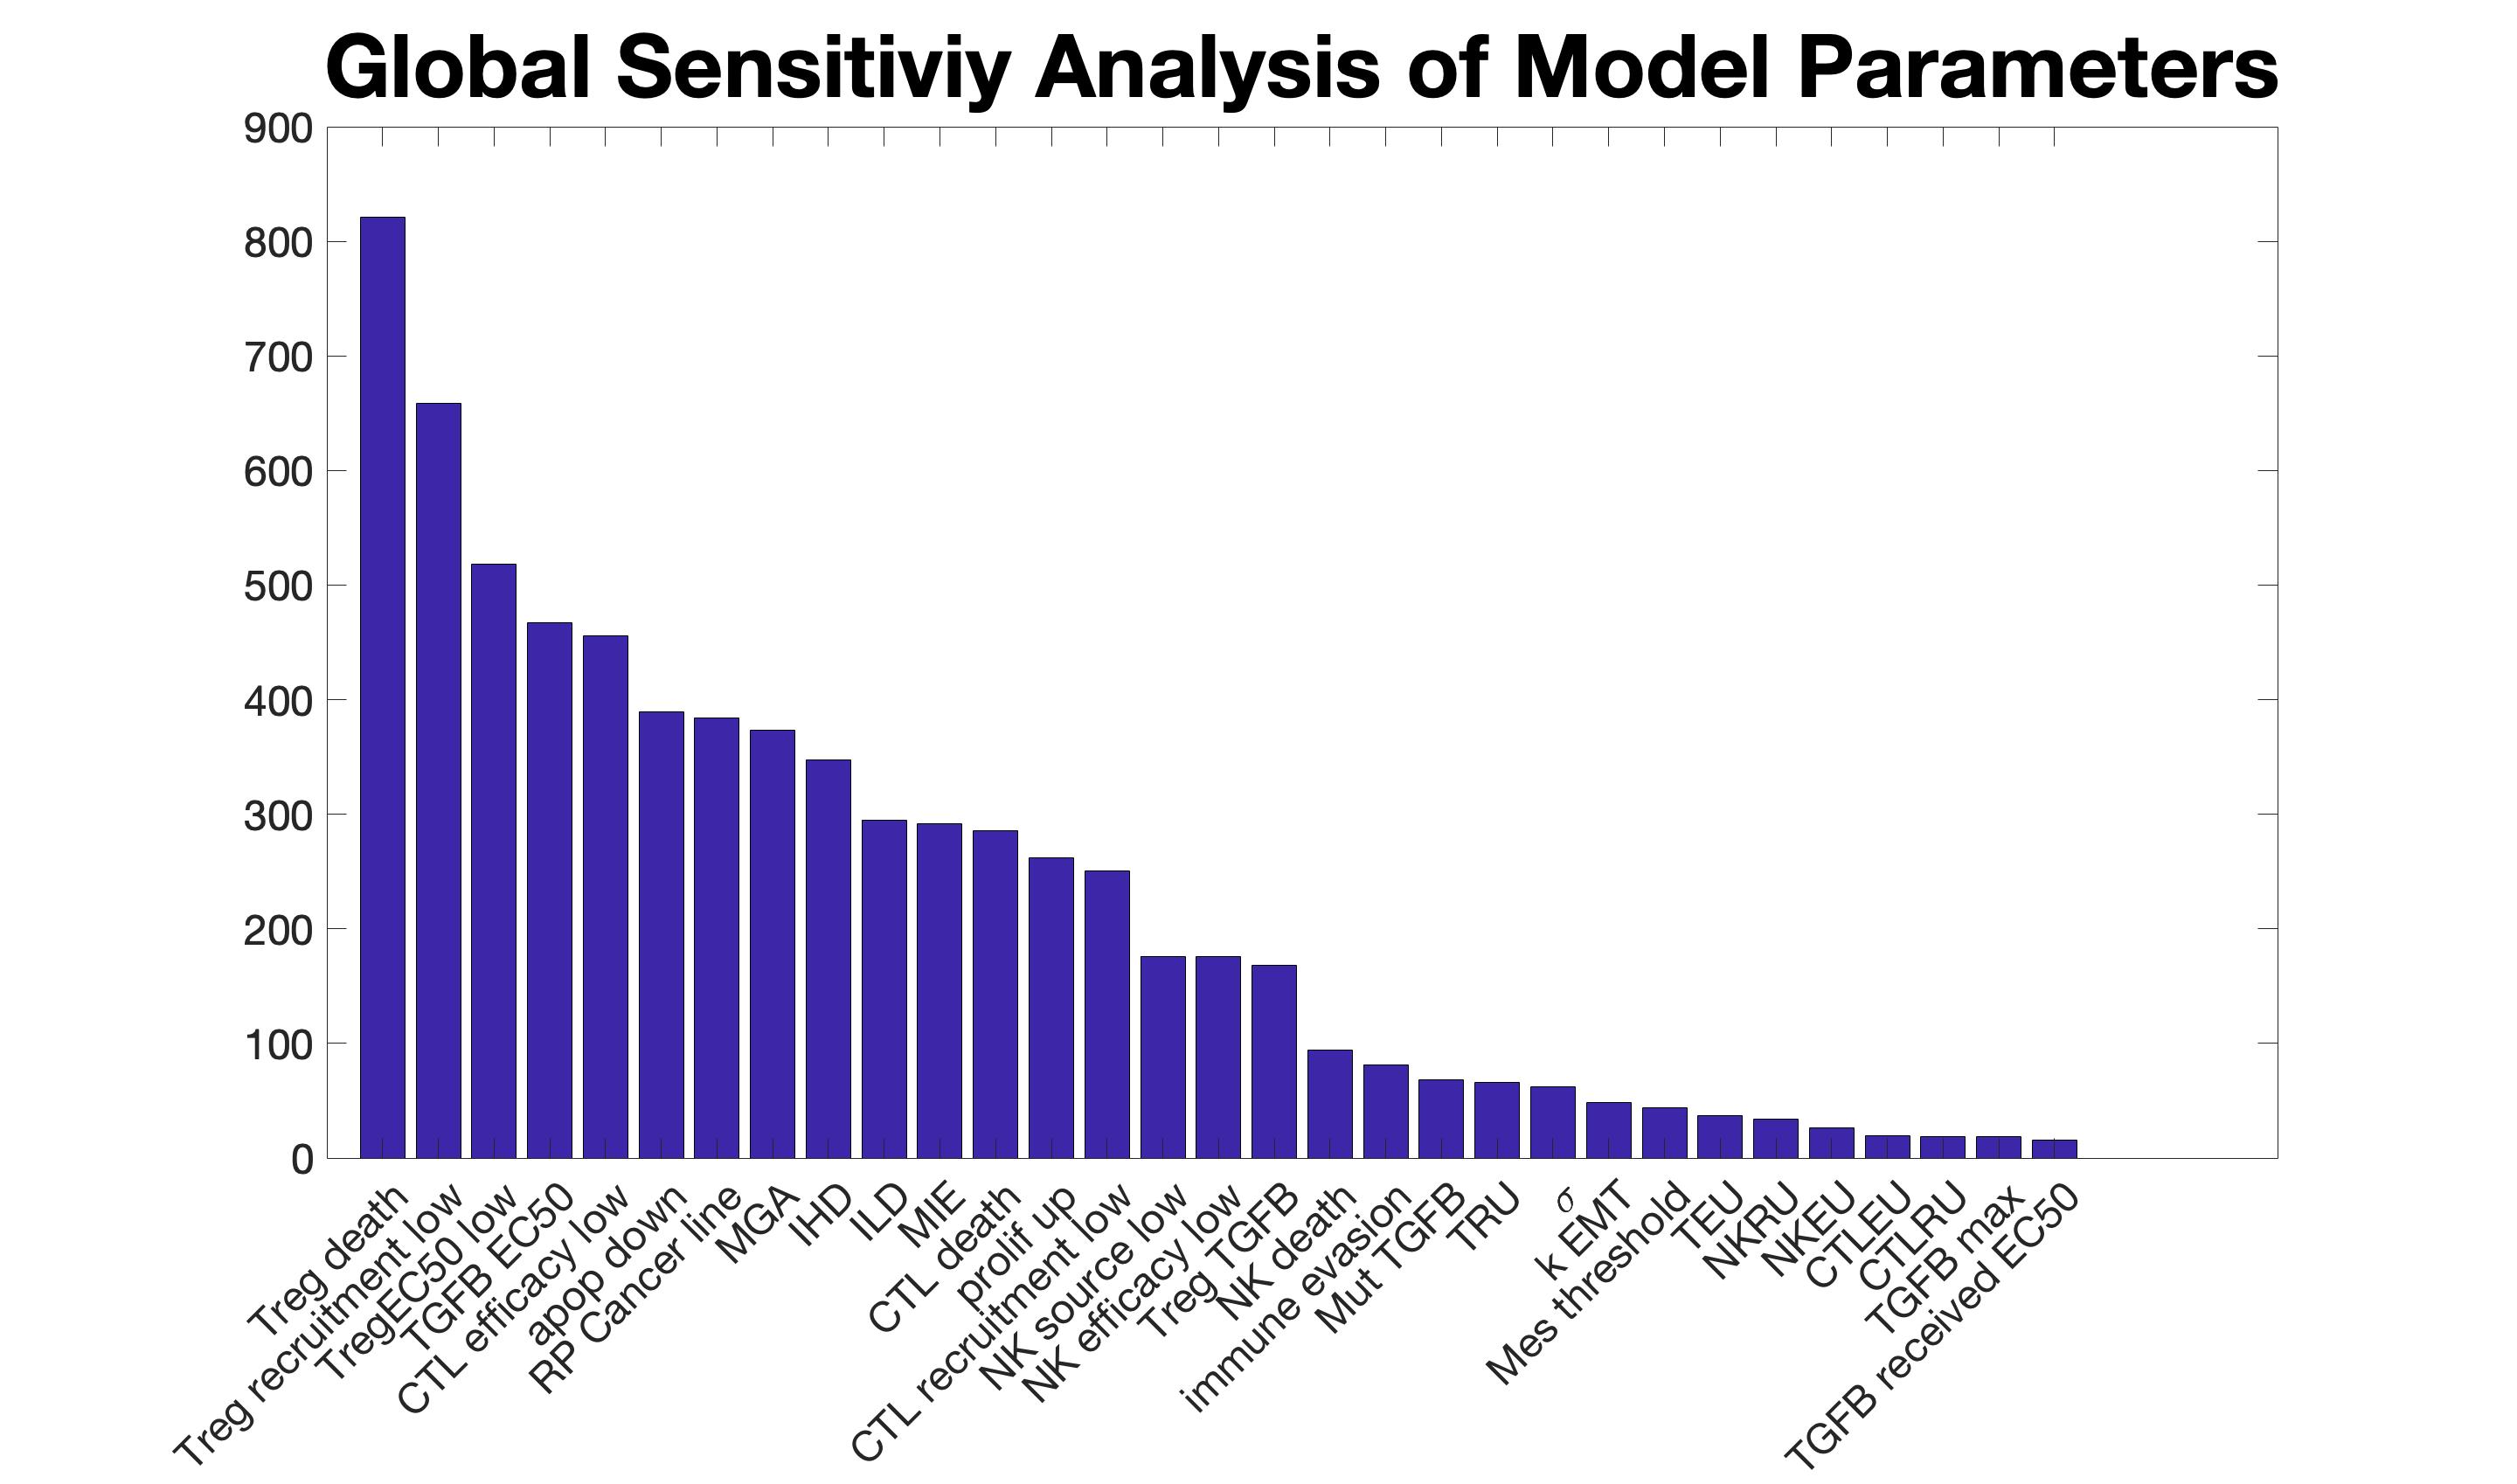 Global Sensitiviy Analysis of Model Parameters
900
800
700
600
500
400
300
200
100
0
Treg death
Treg recruitment low
TregEC50 low
TGFB EC50
CTL efficacy low
apop down
RP Cancer line
MGA
IHD
ILD
MIE
CTL death
prolif up
CTL recruitment low
NK source low
NK efficacy low
Treg TGFB
NK death
immune evasion
Mut TGFB
TRU
σ
k EMT
Mes threshold
TEU
NKRU
NKEU
CTLEU
CTLRU
TGFB max
TGFB received EC50